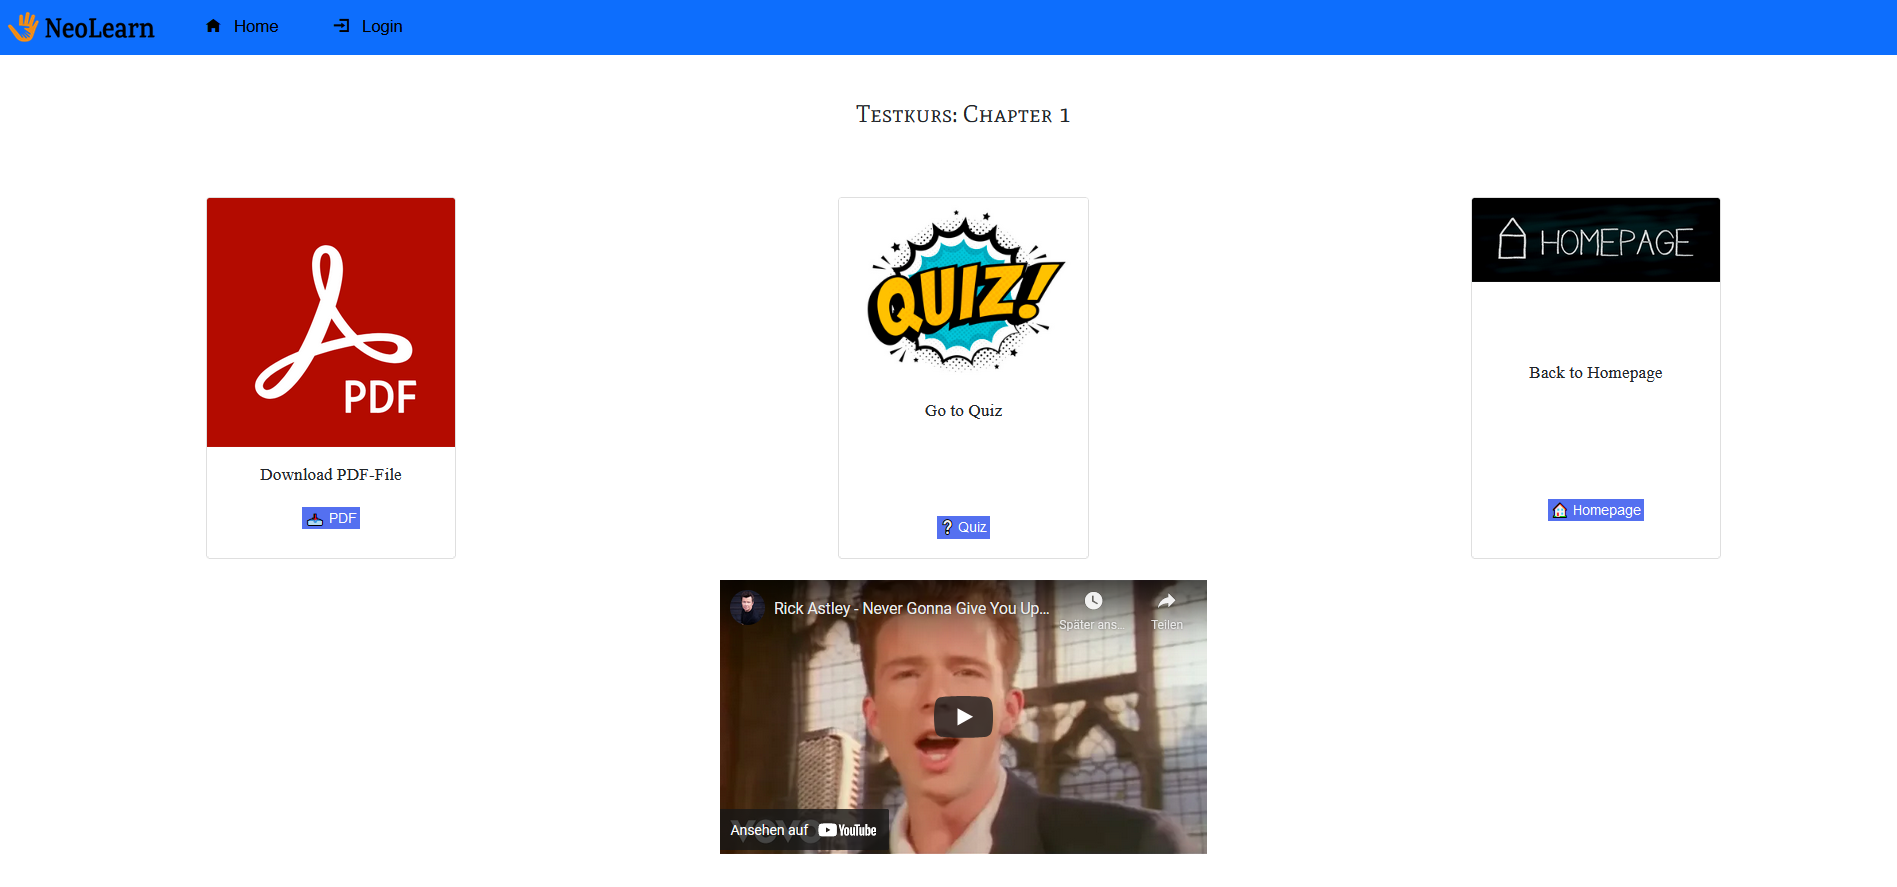 NeoLearn
Home
Login
Testkurs: Chapter 1
PDF
Download PDF-File
PDF
QUIZ!
Go to Quiz
Quiz
HOMEPAGE
Back to Homepage
Homepage
Rick Astley - Never Gonna Give You Up...
Später ans...
Teilen
vevo
Ansehen auf YouTube